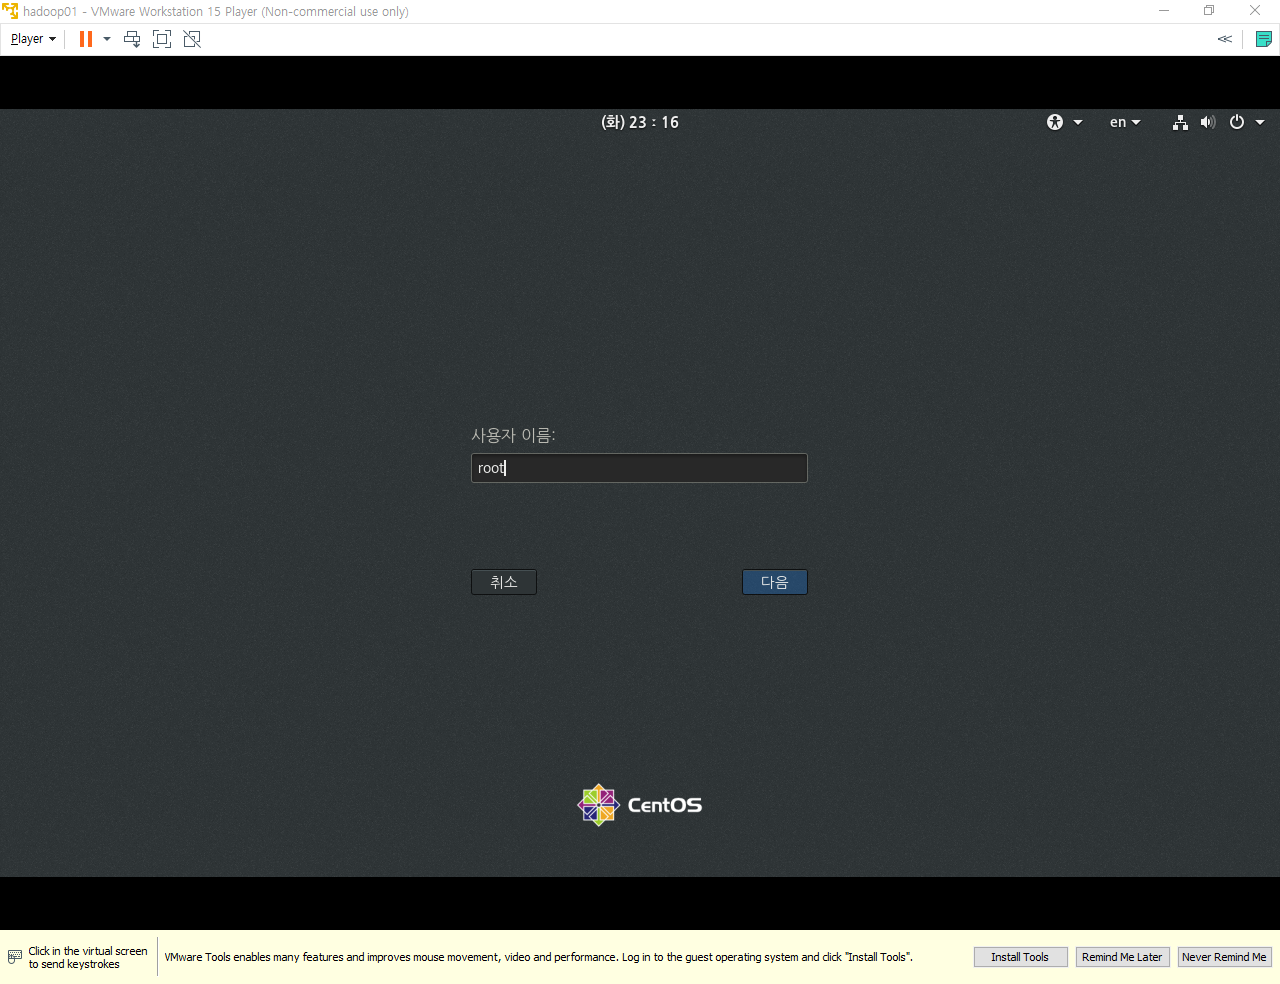 hadoop01 - VMware Workstation 15 Player (Non-commercial use only)
Player
(화) 23 : 16
en
사용자 이름:
root
취소
다음
CentOS
Click in the virtual screen
to send keystrokes
VMware Tools enables many features and improves mouse movement, video and performance. Log in to the guest operating system and click "Install Tools".
Install Tools
Remind Me Later
Never Remind Me